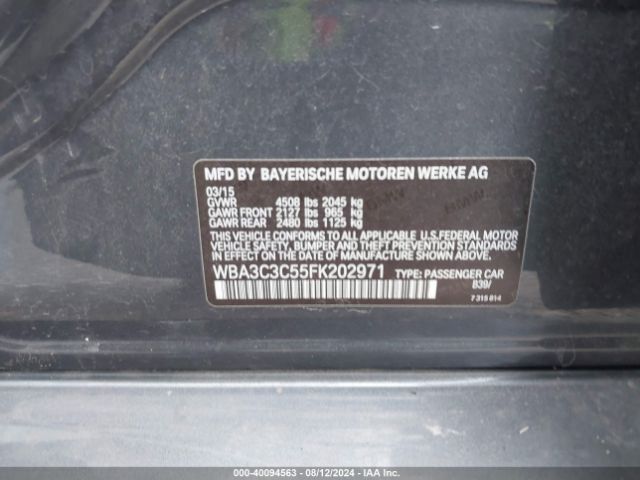 MFD BY BAYERISCHE MOTOREN WERKE AG
03/15
GVWR 4508 lbs 2045 kg
GAWR FRONT 2127 lbs 965 kg
GAWR REAR 2480 lbs 1125 kg
THIS VEHICLE CONFORMS TO ALL APPLICABLE U.S.FEDERAL MOTOR
VEHICLE SAFETY, BUMPER AND THEFT PREVENTION STANDARDS
IN EFFECT ON THE DATE OF MANUFACTURE SHOWN ABOVE.
WBA3C3C55FK202971 TYPE: PASSENGER CAR
B39/
7 315 814
000-40094563 - 08/12/2024 - IAA Inc.